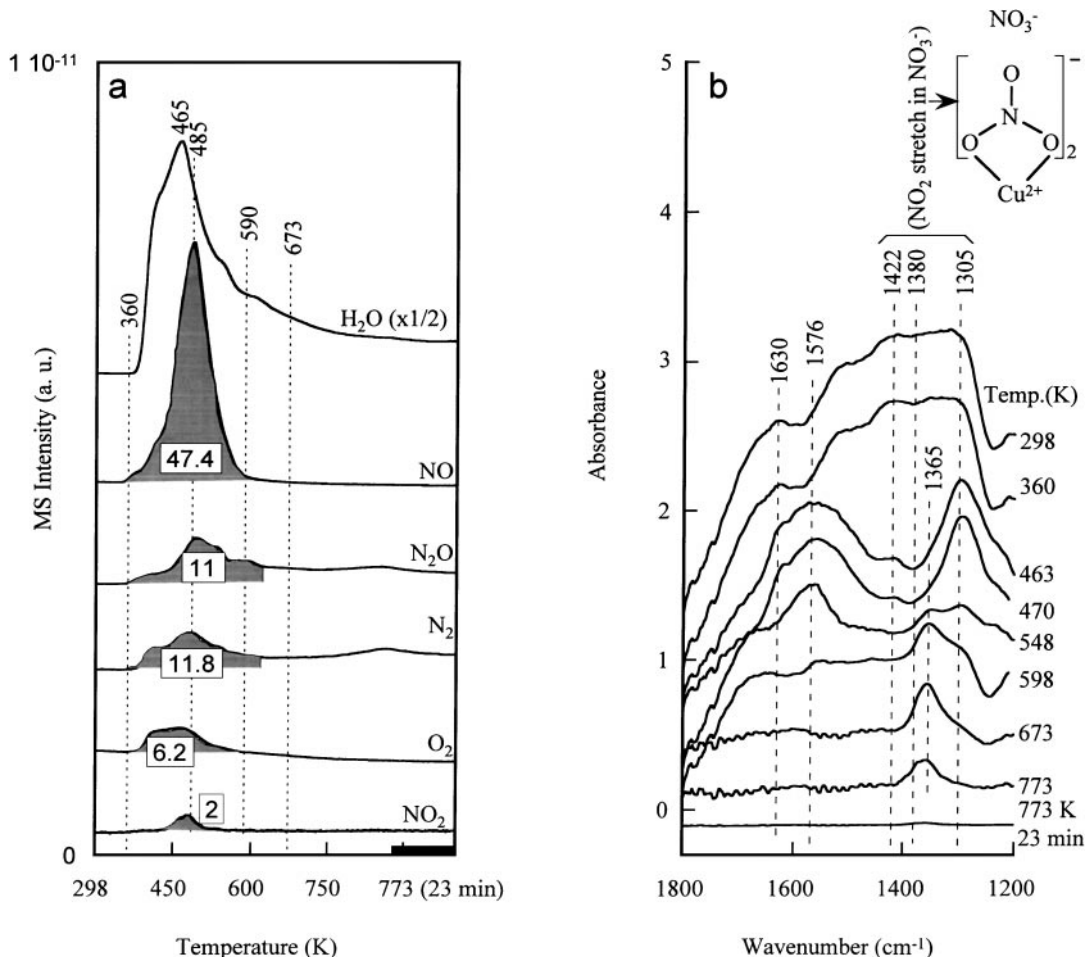 1 10-11
a
465
485
590
673
360
H2O (x1/2)
47.4
NO
11
N2O
11.8
N2
6.2
O2
2
NO2
0
298 450 600 750 773 (23 min)
Temperature (K)
MS Intensity (a. u.)
b
5
4
3
2
1
0
Absorbance
(NO2 stretch in NO3-)
NO3-
O
N
O O
2
-
Cu2+
1422
1380
1305
1630
1576
1365
Temp.(K)
298
360
463
470
548
598
673
773
773 K
23 min
1800 1600 1400 1200
Wavenumber (cm-1)